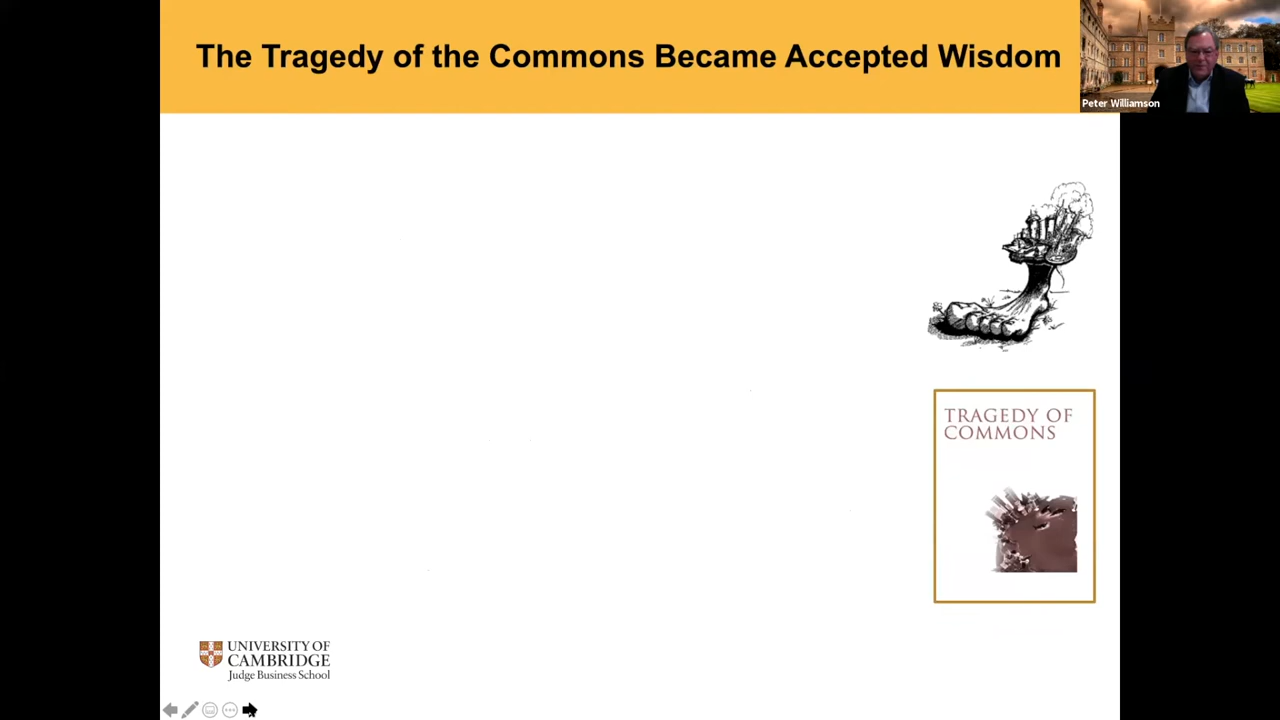 The Tragedy of the Commons Became Accepted Wisdom
Peter Williamson
TRAGEDY OF
COMMONS
UNIVERSITY OF
CAMBRIDGE
Judge Business School